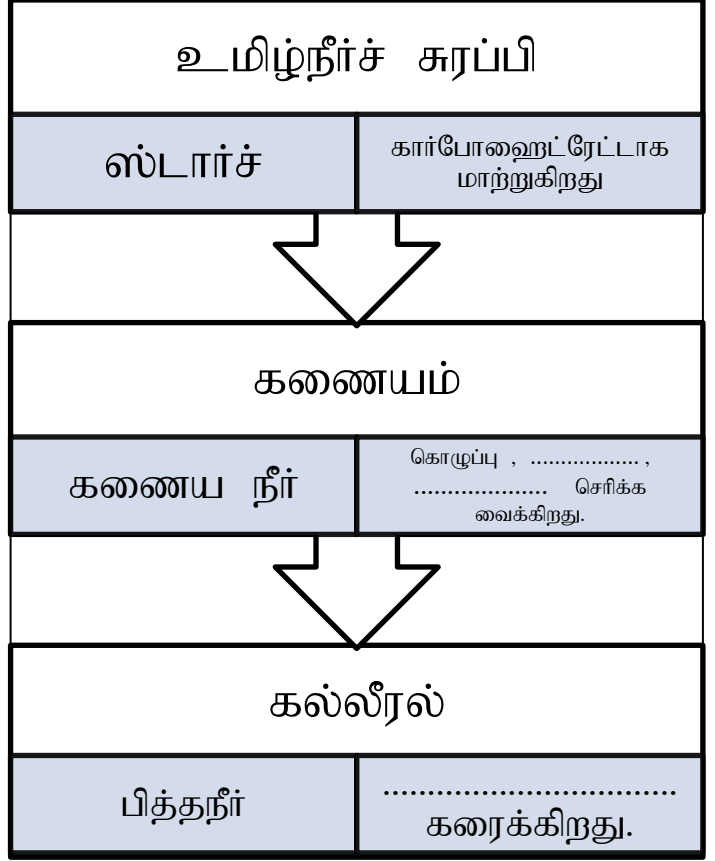 உமிழ்நீர்ச் சுரப்பி
ஸ்டார்ச்
கார்போஹைட்ரேட்டாக
மாற்றுகிறது
கணையம்
கணைய நீர்
கொழுப்பு , ................. ,
.................... செரிக்க
வைக்கிறது.
கல்லீரல்
பித்தநீர்
................................
கரைக்கிறது.